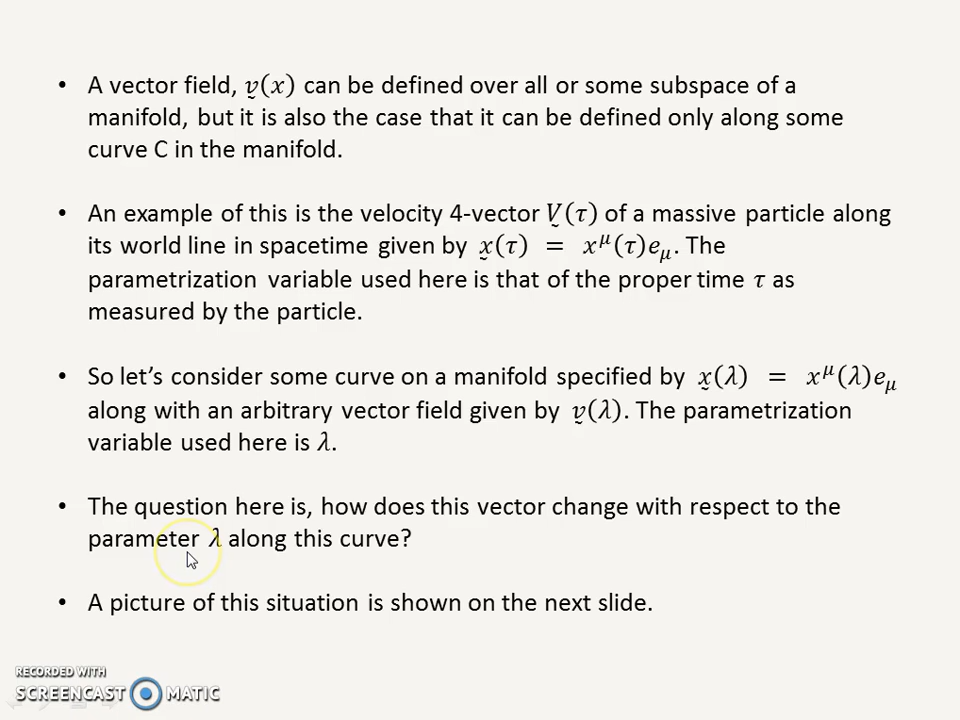 • A vector field, v̰(x) can be defined over all or some subspace of a
manifold, but it is also the case that it can be defined only along some
curve C in the manifold.
• An example of this is the velocity 4-vector V̰(τ) of a massive particle along
its world line in spacetime given by x̰(τ) = x^μ(τ)e_μ. The
parametrization variable used here is that of the proper time τ as
measured by the particle.
• So let’s consider some curve on a manifold specified by x̰(λ) = x^μ(λ)e_μ
along with an arbitrary vector field given by v̰(λ). The parametrization
variable used here is λ.
• The question here is, how does this vector change with respect to the
parameter λ along this curve?
• A picture of this situation is shown on the next slide.
RECORDED WITH
SCREENCAST MATIC